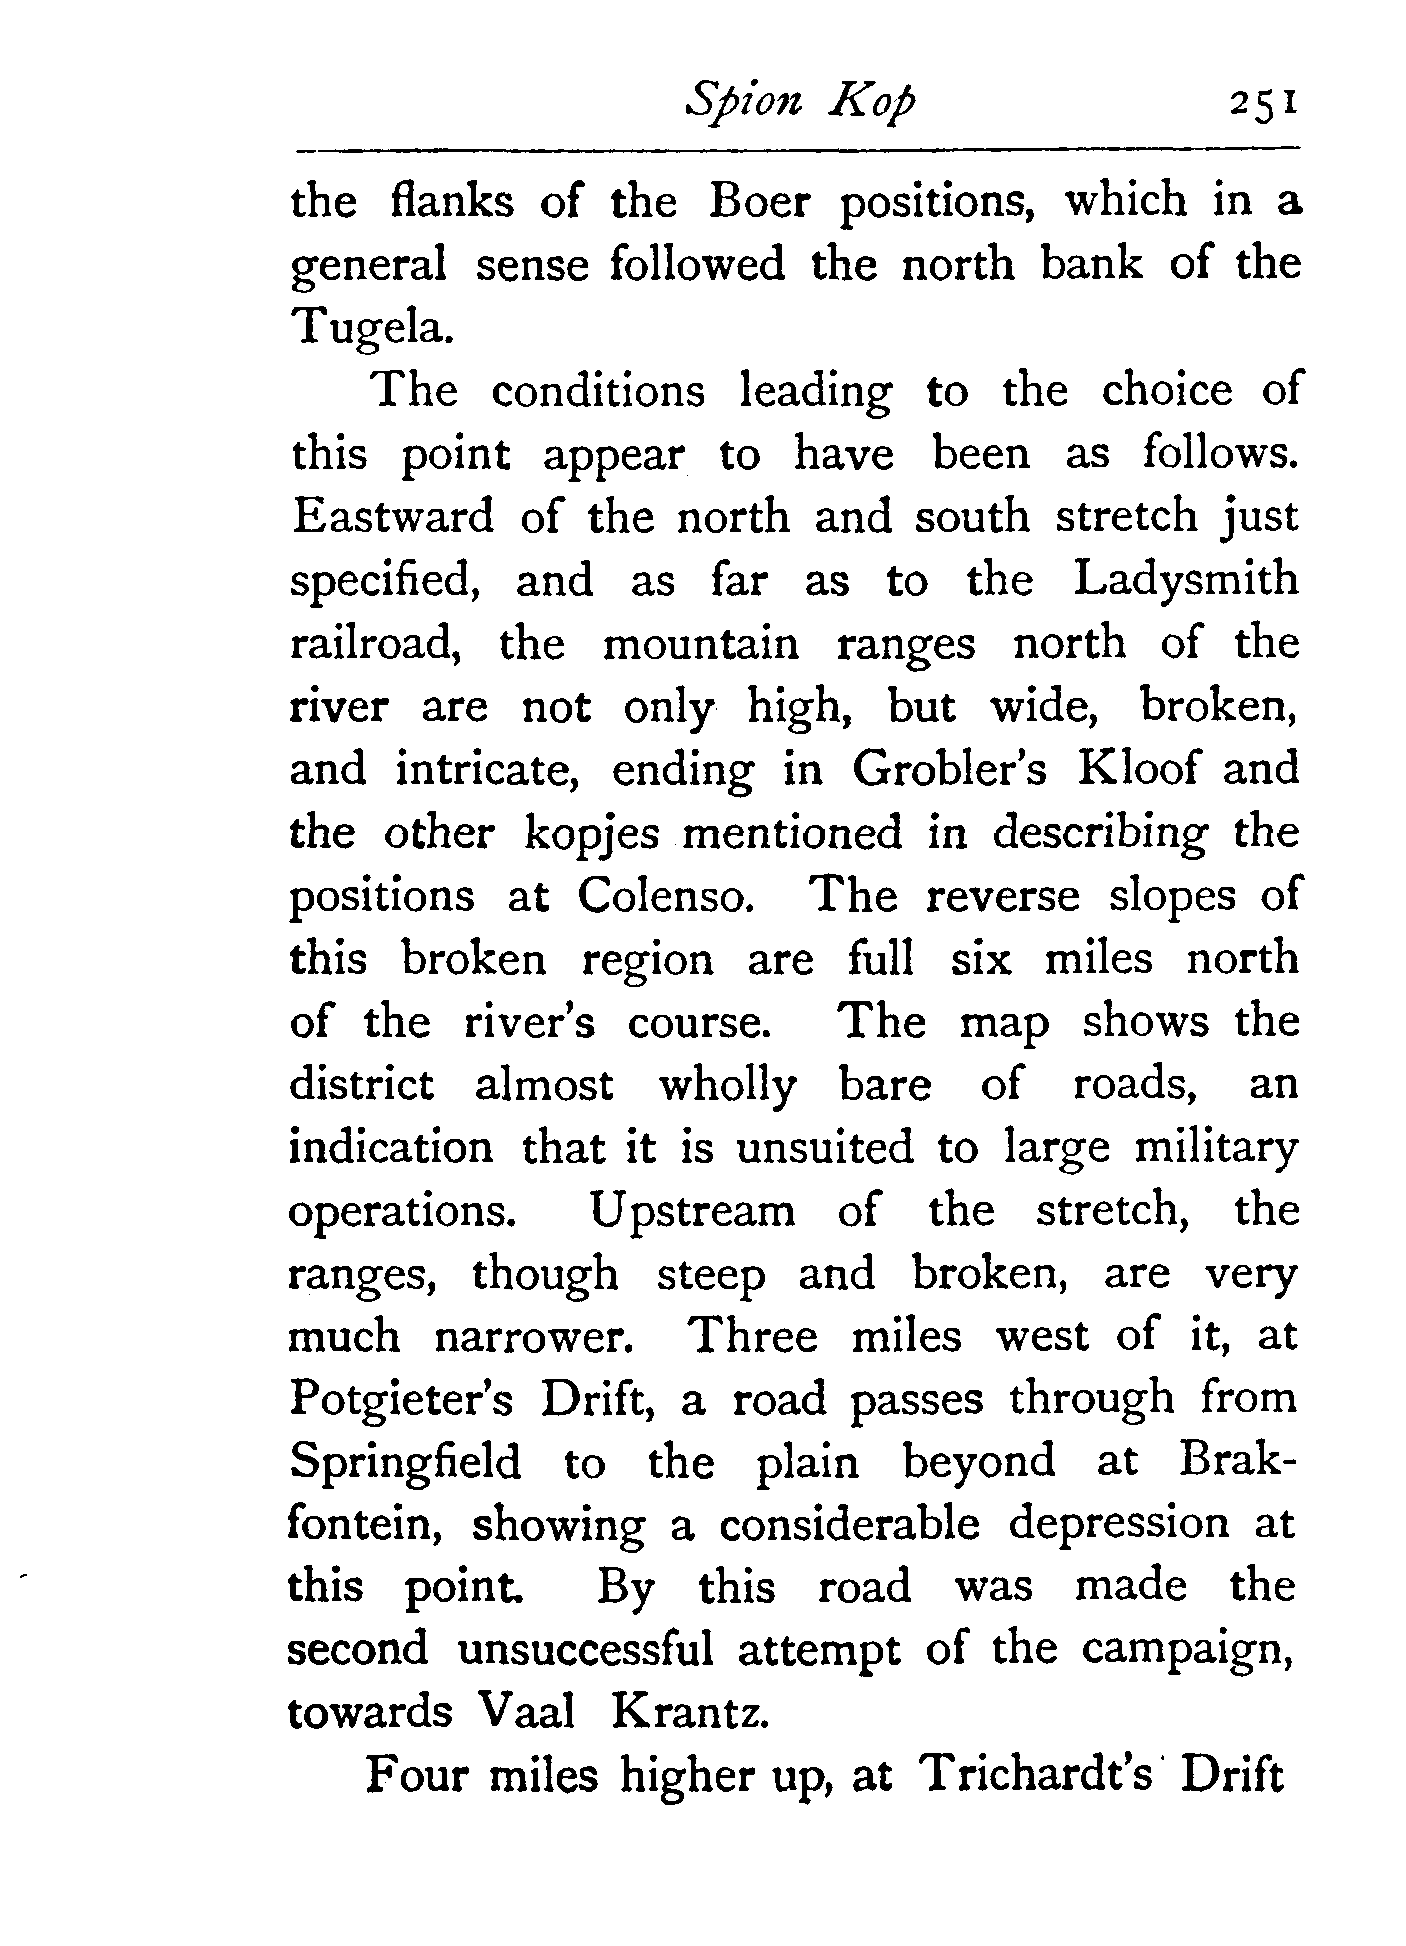 Spion Kop 251
the flanks of the Boer positions, which in a
general sense followed the north bank of the
Tugela.
The conditions leading to the choice of
this point appear to have been as follows.
Eastward of the north and south stretch just
specified, and as far as to the Ladysmith
railroad, the mountain ranges north of the
river are not only high, but wide, broken,
and intricate, ending in Grobler's Kloof and
the other kopjes mentioned in describing the
positions at Colenso. The reverse slopes of
this broken region are full six miles north
of the river's course. The map shows the
district almost wholly bare of roads, an
indication that it is unsuited to large military
operations. Upstream of the stretch, the
ranges, though steep and broken, are very
much narrower. Three miles west of it, at
Potgieter's Drift, a road passes through from
Springfield to the plain beyond at Brak-
fontein, showing a considerable depression at
this point. By this road was made the
second unsuccessful attempt of the campaign,
towards Vaal Krantz.
Four miles higher up, at Trichardt's Drift